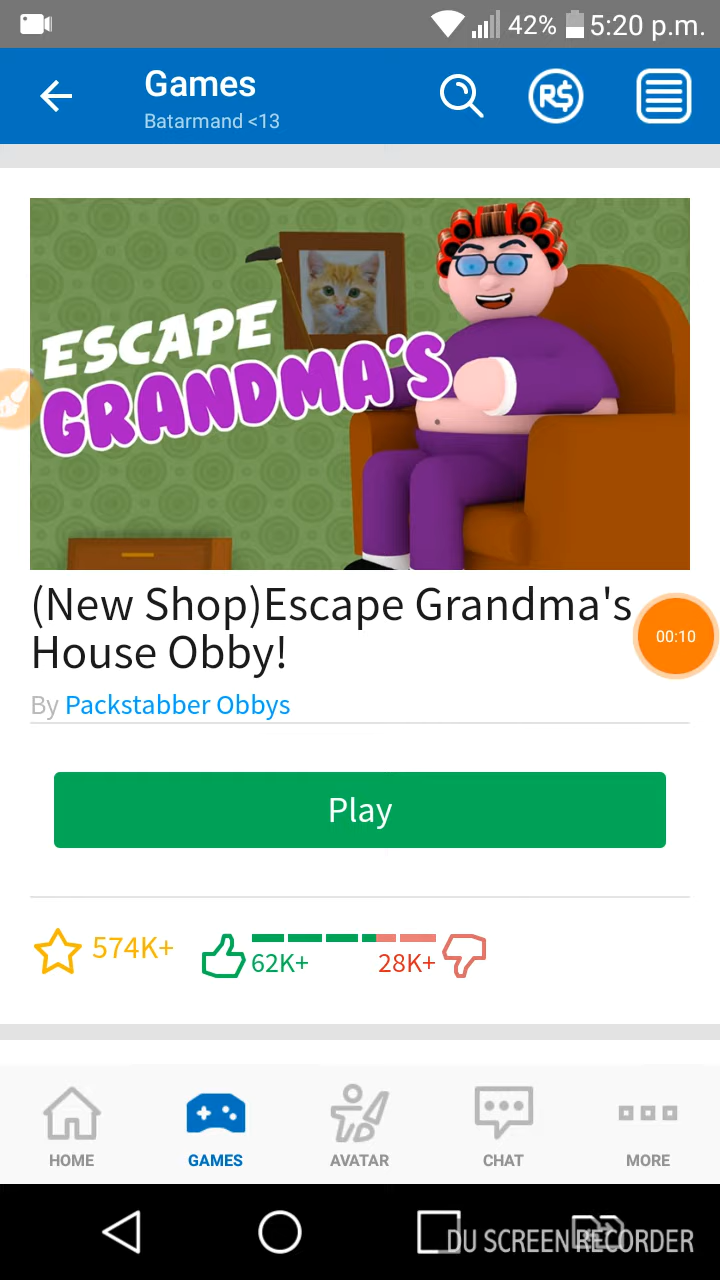 42% 5:20 p.m.
Games
Batarmand <13
R$
ESCAPE
GRANDMA'S
(New Shop)Escape Grandma's
House Obby!
00:10
By Packstabber Obbys
Play
574K+ 62K+ 28K+
HOME GAMES AVATAR CHAT MORE
DU SCREEN RECORDER